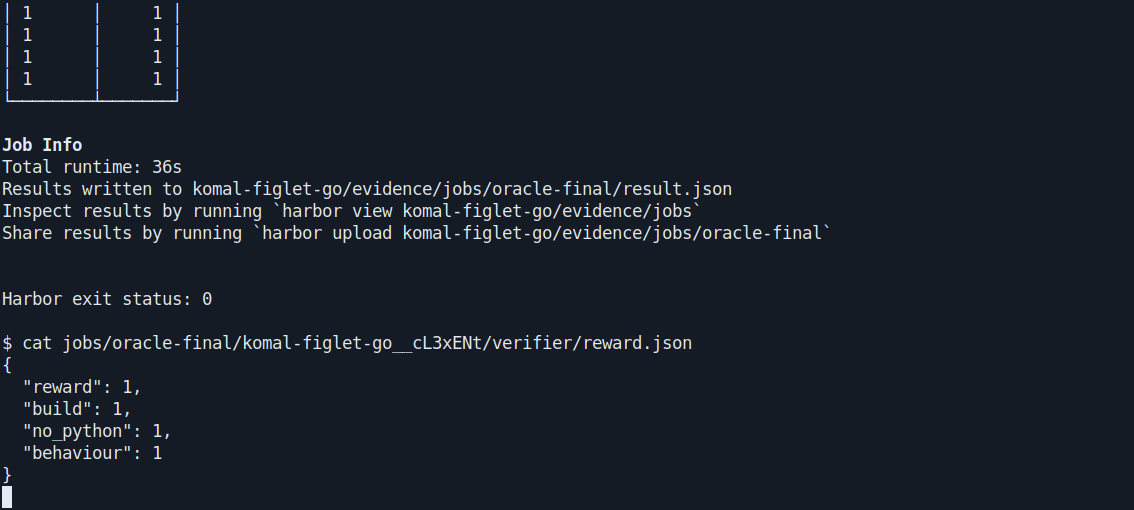 │ 1      │     1 │
│ 1      │     1 │
│ 1      │     1 │
│ 1      │     1 │
└────────┴───────┘
Job Info
Total runtime: 36s
Results written to komal-figlet-go/evidence/jobs/oracle-final/result.json
Inspect results by running `harbor view komal-figlet-go/evidence/jobs`
Share results by running `harbor upload komal-figlet-go/evidence/jobs/oracle-final`
Harbor exit status: 0
$ cat jobs/oracle-final/komal-figlet-go__cL3xENt/verifier/reward.json
{
  "reward": 1,
  "build": 1,
  "no_python": 1,
  "behaviour": 1
}